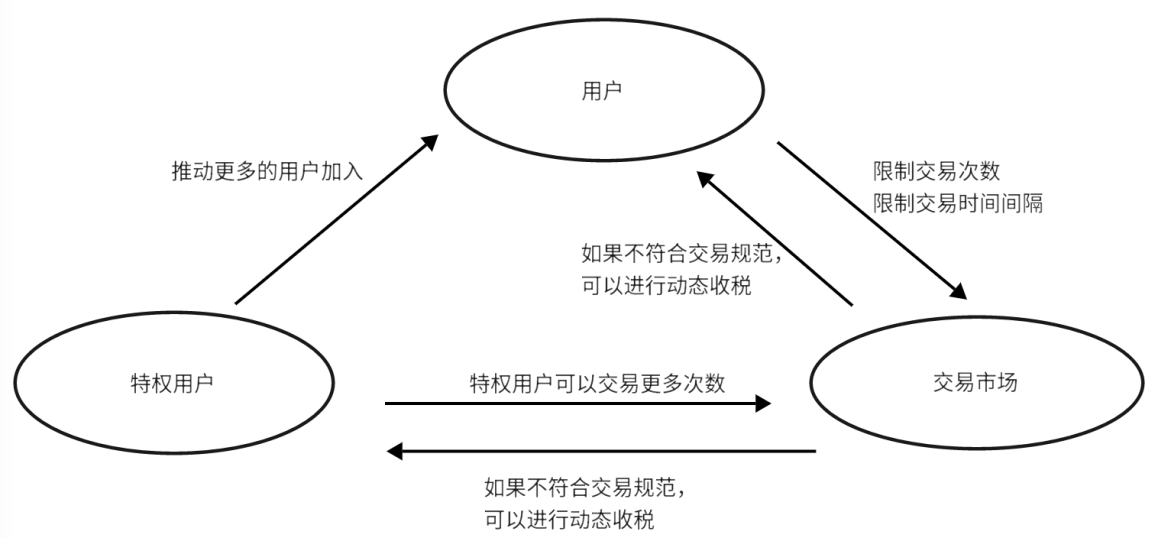 用户
推动更多的用户加入
限制交易次数
限制交易时间间隔
如果不符合交易规范，
可以进行动态收税
特权用户
特权用户可以交易更多次数
交易市场
如果不符合交易规范，
可以进行动态收税